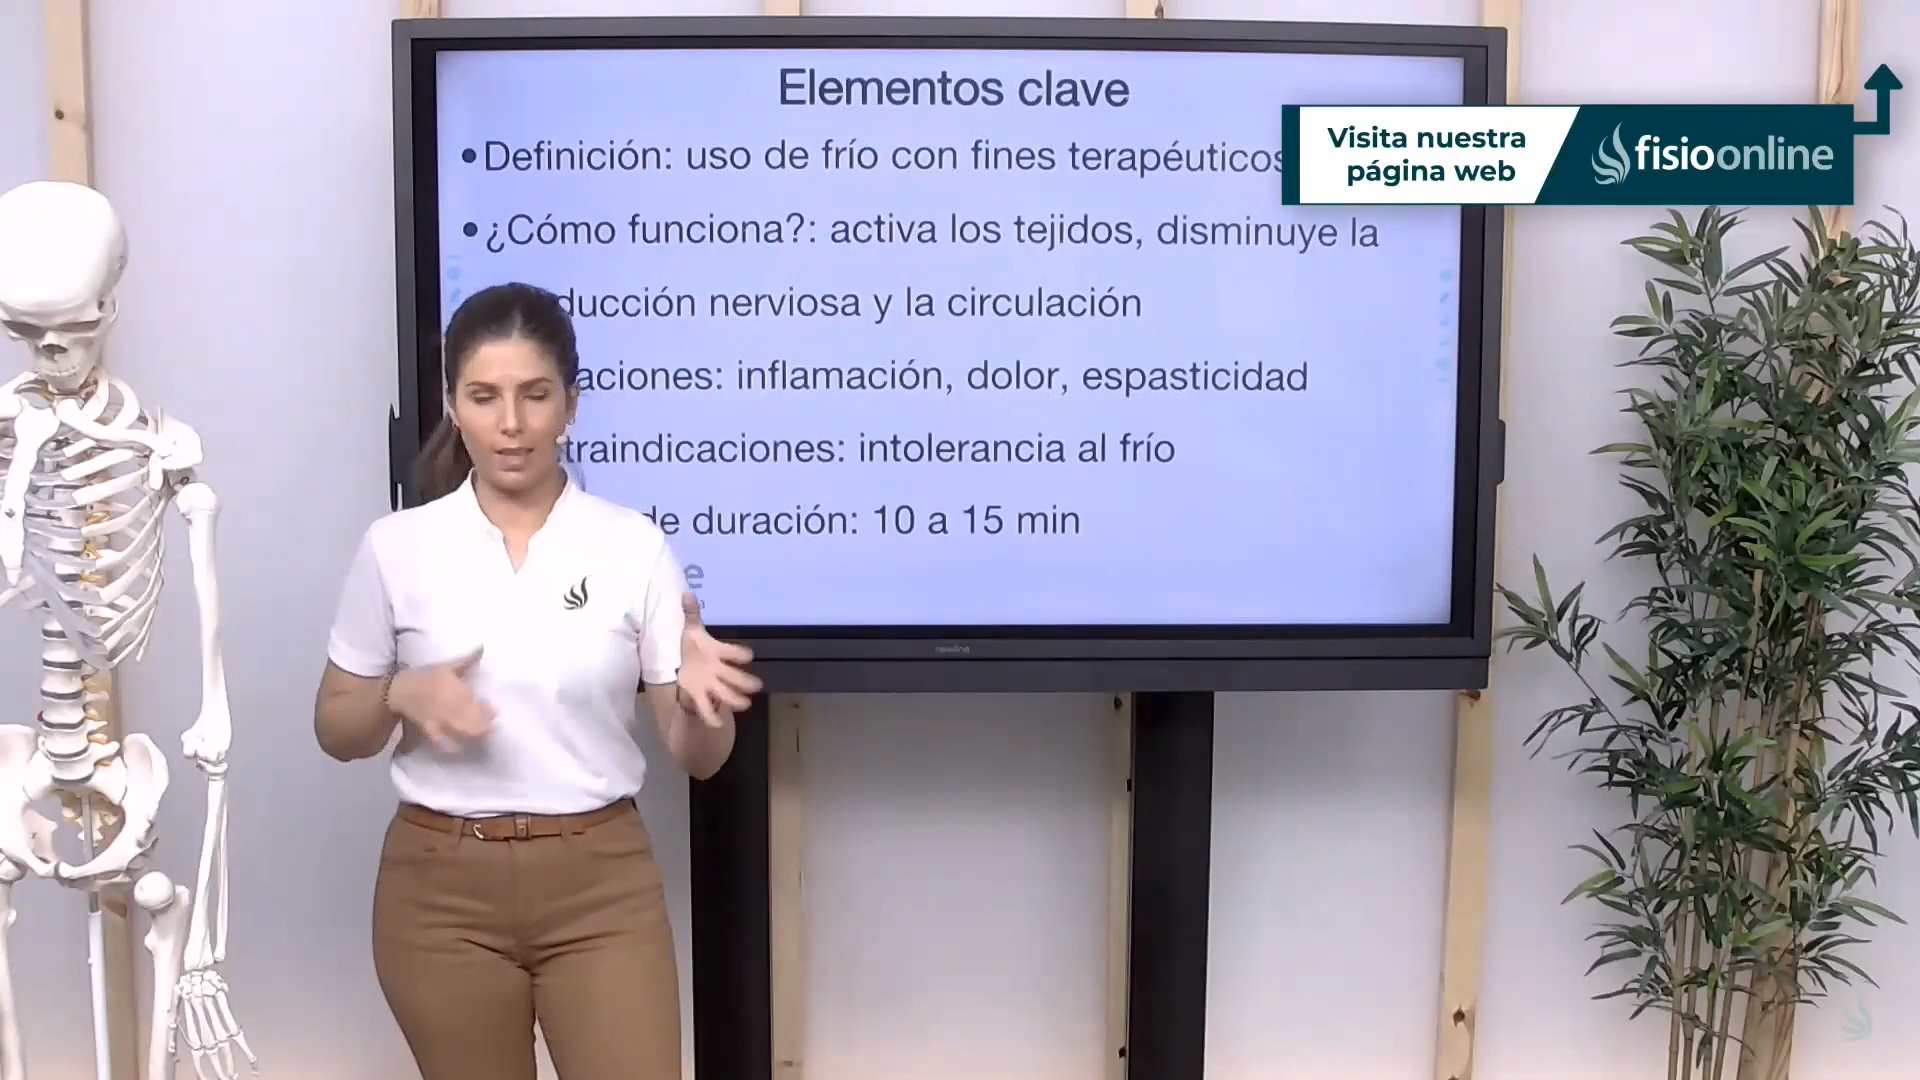 Elementos clave
•Definición: uso de frío con fines terapéuticos
Visita nuestra
página web
fisioonline
•¿Cómo funciona?: activa los tejidos, disminuye la
ducción nerviosa y la circulación
aciones: inflamación, dolor, espasticidad
traindicaciones: intolerancia al frío
de duración: 10 a 15 min
newline